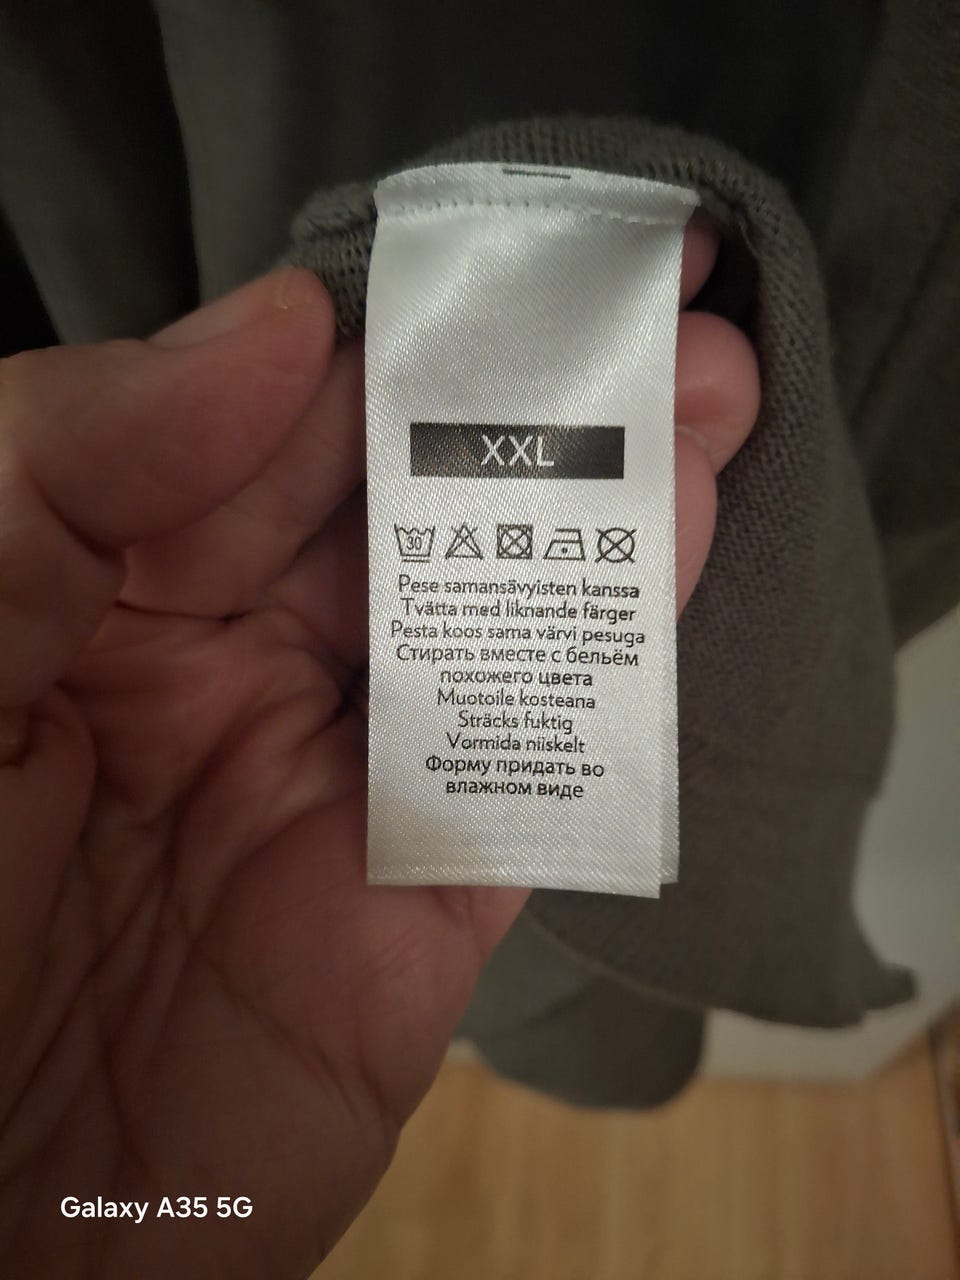 XXL
30
Pese samansävyisten kanssa
Tvätta med liknande färger
Pesta koos sama värvi pesuga
Стирать вместе с бельём
похожего цвета
Muotoile kosteana
Sträcks fuktig
Vormida niiskelt
Форму придать во
влажном виде
Galaxy A35 5G